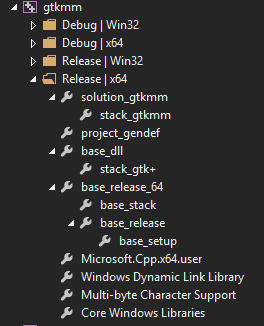 gtkmm
Debug | Win32
Debug | x64
Release | Win32
Release | x64
solution_gtkmm
stack_gtkmm
project_gendef
base_dll
stack_gtk+
base_release_64
base_stack
base_release
base_setup
Microsoft.Cpp.x64.user
Windows Dynamic Link Library
Multi-byte Character Support
Core Windows Libraries